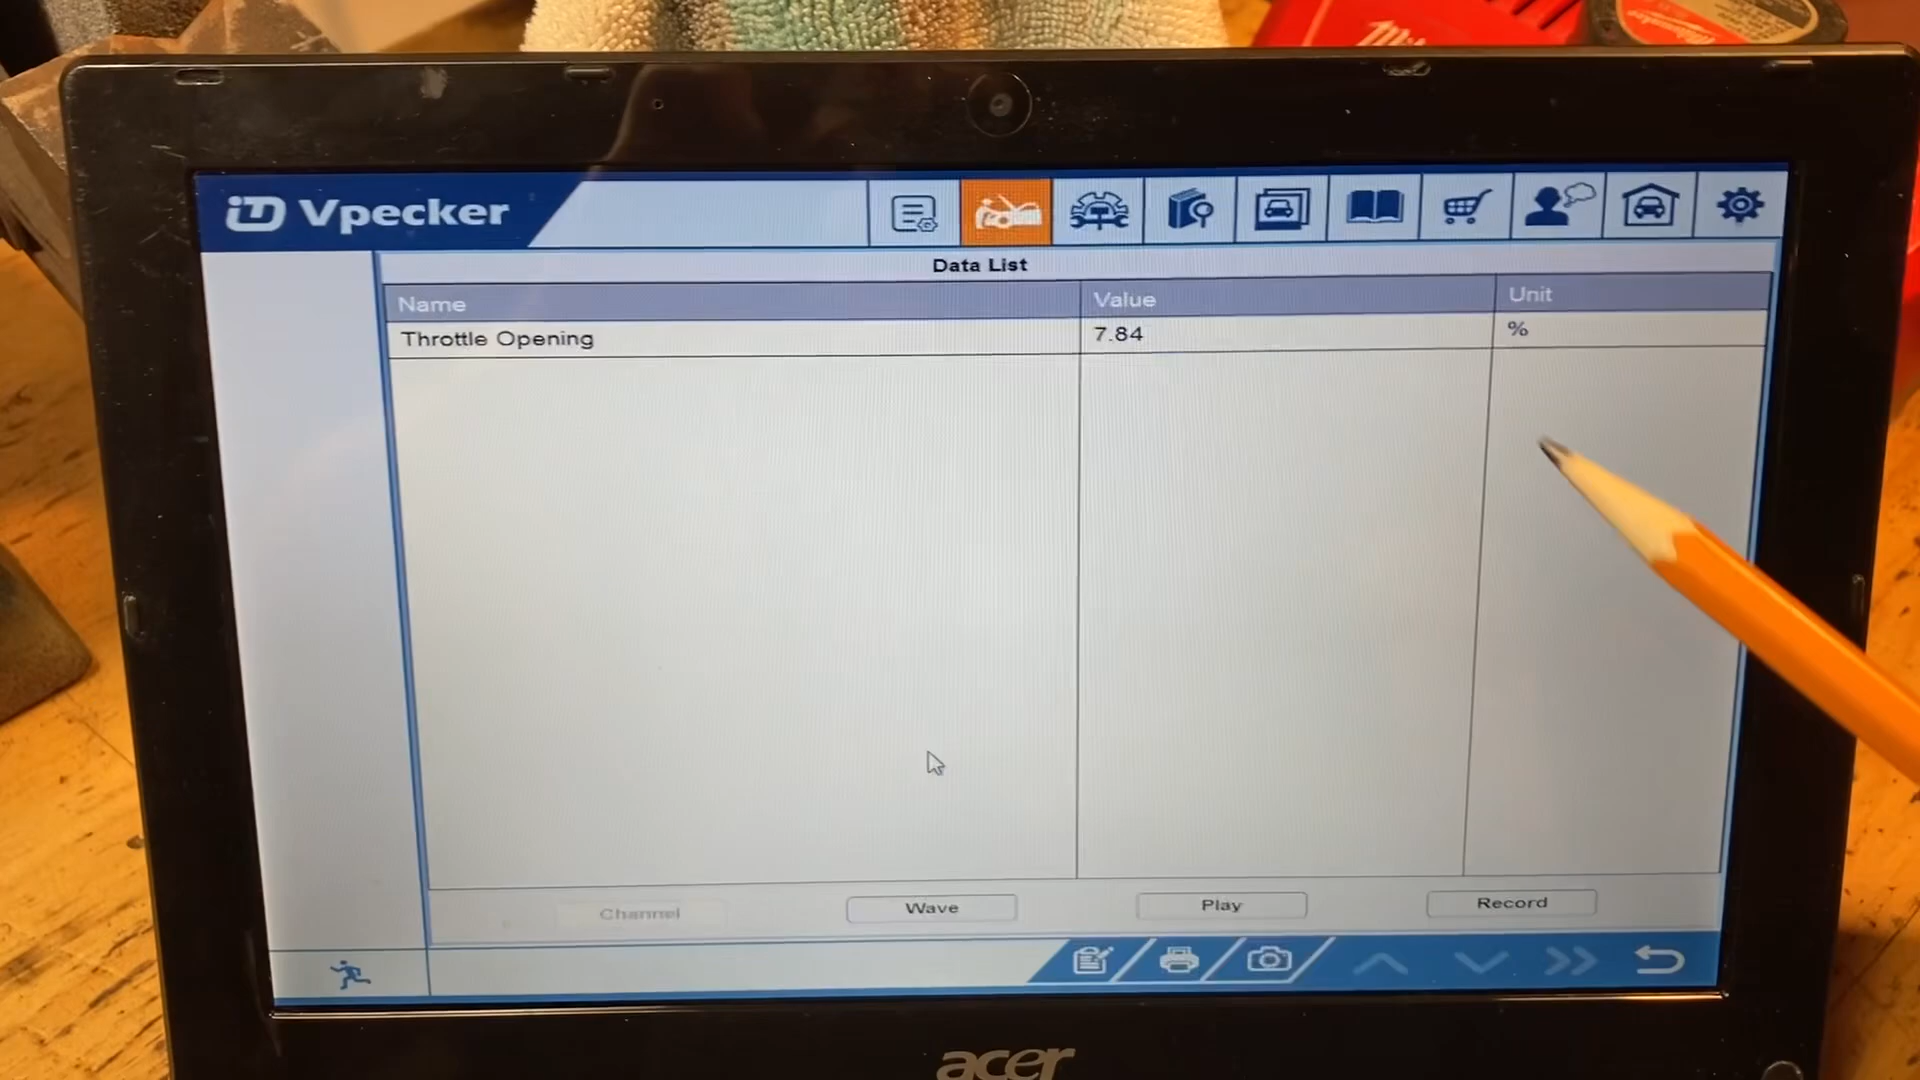 Vpecker
Data List
Name Value Unit
Throttle Opening 7.84 %
Channel Wave Play Record
acer